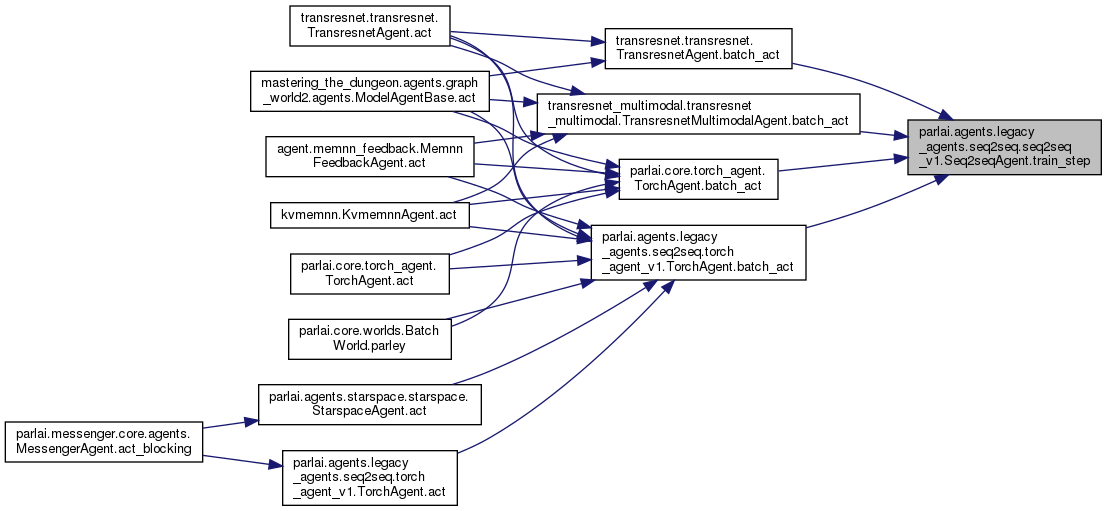 transresnet.transresnet.
TransresnetAgent.act
mastering_the_dungeon.agents.graph
_world2.agents.ModelAgentBase.act
agent.memnn_feedback.Memnn
FeedbackAgent.act
kvmemnn.KvmemnnAgent.act
parlai.core.torch_agent.
TorchAgent.act
parlai.core.worlds.Batch
World.parley
parlai.agents.starspace.starspace.
StarspaceAgent.act
parlai.messenger.core.agents.
MessengerAgent.act_blocking
parlai.agents.legacy
_agents.seq2seq.torch
_agent_v1.TorchAgent.act
transresnet.transresnet.
TransresnetAgent.batch_act
transresnet_multimodal.transresnet
_multimodal.TransresnetMultimodalAgent.batch_act
parlai.core.torch_agent.
TorchAgent.batch_act
parlai.agents.legacy
_agents.seq2seq.torch
_agent_v1.TorchAgent.batch_act
parlai.agents.legacy
_agents.seq2seq.seq2seq
_v1.Seq2seqAgent.train_step